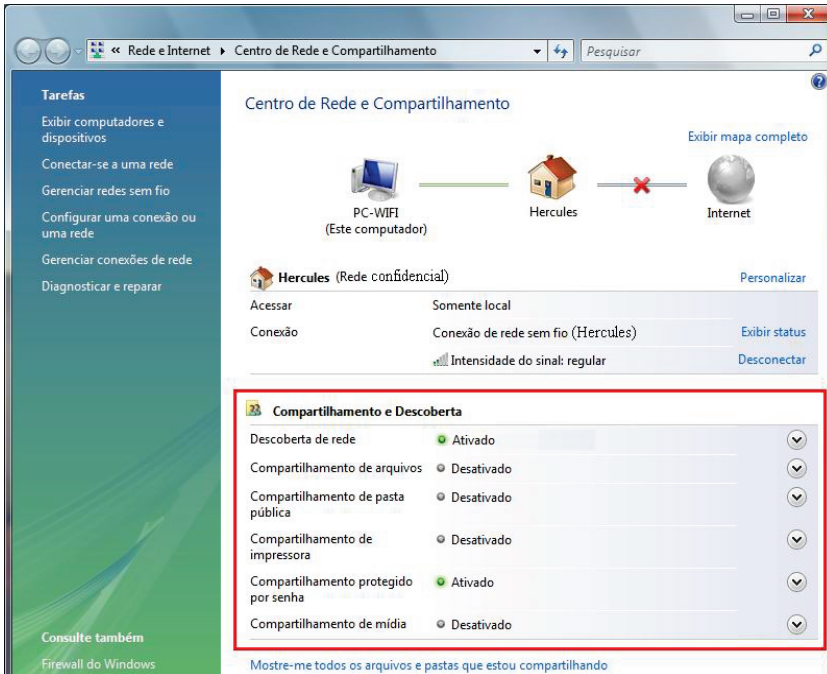 « Rede e Internet Centro de Rede e Compartilhamento
Pesquisar
Tarefas
Exibir computadores e
dispositivos
Conectar-se a uma rede
Gerenciar redes sem fio
Configurar uma conexão ou
uma rede
Gerenciar conexões de rede
Diagnosticar e reparar
Consulte também
Firewall do Windows
Centro de Rede e Compartilhamento
Exibir mapa completo
PC-WIFI
(Este computador)
Hercules
Internet
Hercules (Rede confidencial)
Personalizar
Acessar Somente local
Conexão Conexão de rede sem fio (Hercules) Exibir status
Intensidade do sinal: regular Desconectar
Compartilhamento e Descoberta
Descoberta de rede Ativado
Compartilhamento de arquivos Desativado
Compartilhamento de pasta
pública
Desativado
Compartilhamento de
impressora
Desativado
Compartilhamento protegido
por senha
Ativado
Compartilhamento de mídia Desativado
Mostre-me todos os arquivos e pastas que estou compartilhando